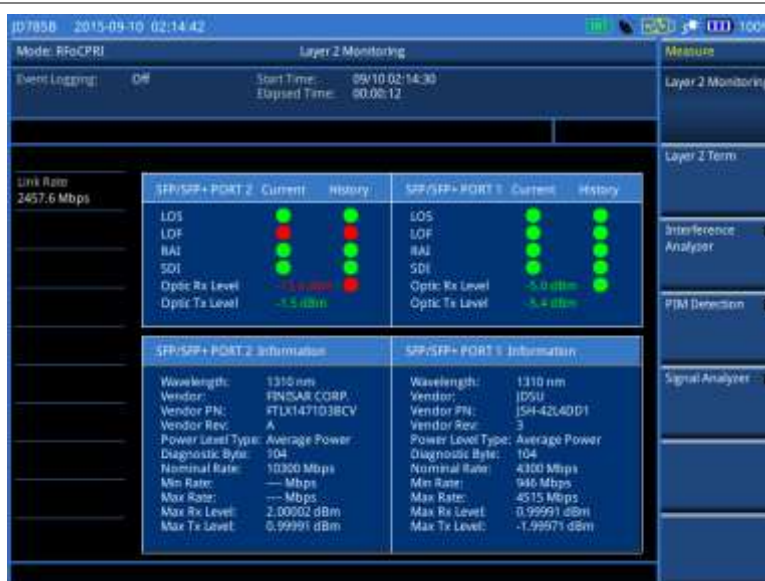 JD785B 2015-09-10 02:14:42
100%
Mode: RFoCPRI Layer 2 Monitoring
Measure
Event Logging: Off Start Time: 09/10 02:14:30
Elapsed Time: 00:00:12
Layer 2 Monitoring
Layer 2 Term
Interference
Analyzer
PIM Detection
Signal Analyzer
Link Rate
2457.6 Mbps
SFP/SFP+ PORT 2 Current History
LOS
LOF
RAI
SDI
Optic Rx Level
Optic Tx Level -1.5 dBm
SFP/SFP+ PORT 1 Current History
LOS
LOF
RAI
SDI
Optic Rx Level -5.0 dBm
Optic Tx Level -5.4 dBm
SFP/SFP+ PORT 2 Information
Wavelength: 1310 nm
Vendor: FINISAR CORP.
Vendor PN: FTLX1471D3BCV
Vendor Rev: A
Power Level Type: Average Power
Diagnostic Byte: 104
Nominal Rate: 10300 Mbps
Min Rate: --- Mbps
Max Rate: --- Mbps
Max Rx Level: 2.00002 dBm
Max Tx Level: 0.99991 dBm
SFP/SFP+ PORT 1 Information
Wavelength: 1310 nm
Vendor: JDSU
Vendor PN: JSH-42L4DD1
Vendor Rev: 3
Power Level Type: Average Power
Diagnostic Byte: 104
Nominal Rate: 4300 Mbps
Min Rate: 946 Mbps
Max Rate: 4515 Mbps
Max Rx Level: 0.99991 dBm
Max Tx Level: -1.99971 dBm